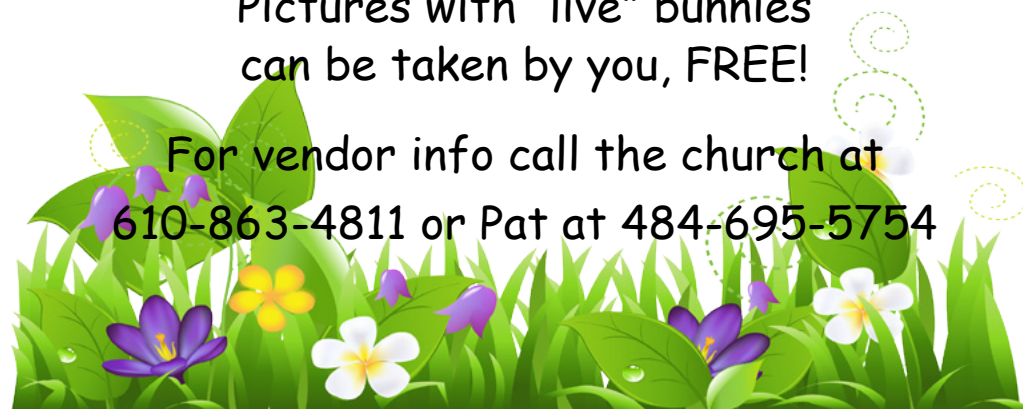 Pictures with "live" bunnies
can be taken by you, FREE!
For vendor info call the church at
610-863-4811 or Pat at 484-695-5754